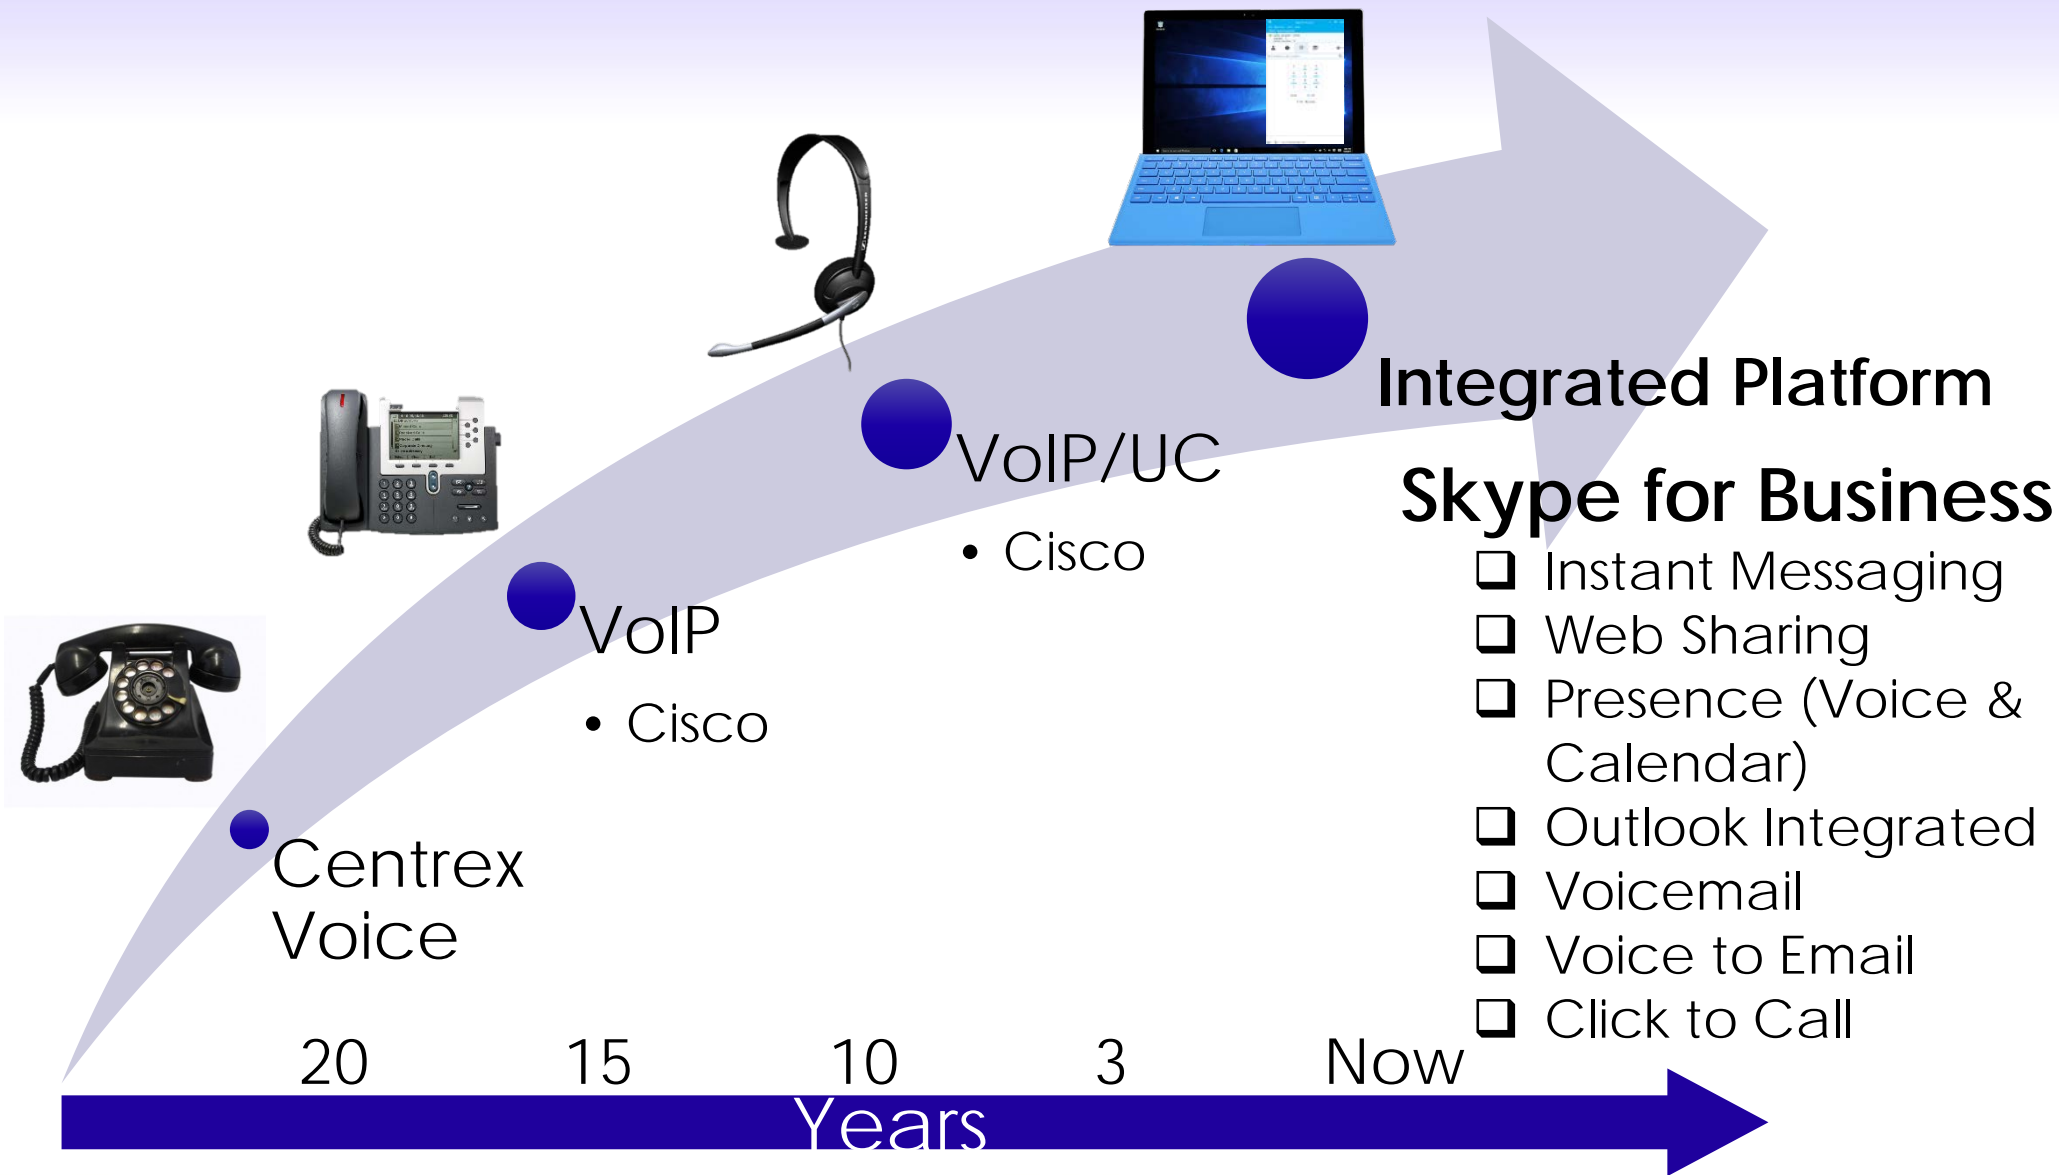 Integrated Platform
Skype for Business
❑ Instant Messaging
❑ Web Sharing
❑ Presence (Voice &
Calendar)
❑ Outlook Integrated
❑ Voicemail
❑ Voice to Email
❑ Click to Call
VoIP/UC
• Cisco
VoIP
• Cisco
Centrex
Voice
20 15 10 3 Now
Years